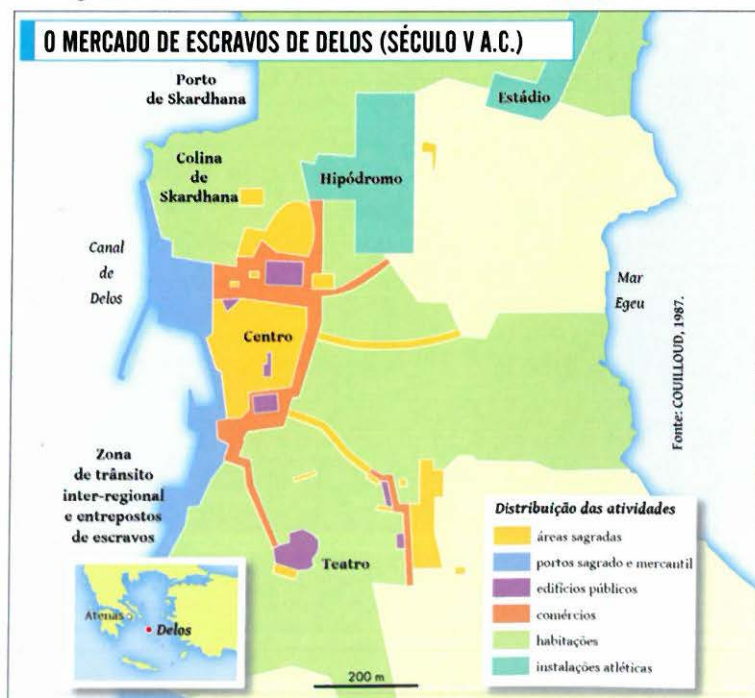 O MERCADO DE ESCRAVOS DE DELOS (SÉCULO V A.C.)
Porto
de Skardhana
Estádio
Colina
de
Skardhana
Hipódromo
Canal
de
Delos
Mar
Egeu
Centro
Fonte: COUILLOUD, 1987.
Zona
de trânsito
inter-regional
e entrepostos
de escravos
Teatro
Distribuição das atividades
áreas sagradas
portos sagrado e mercantil
edifícios públicos
comércios
habitações
instalações atléticas
Atenas
Delos
200 m